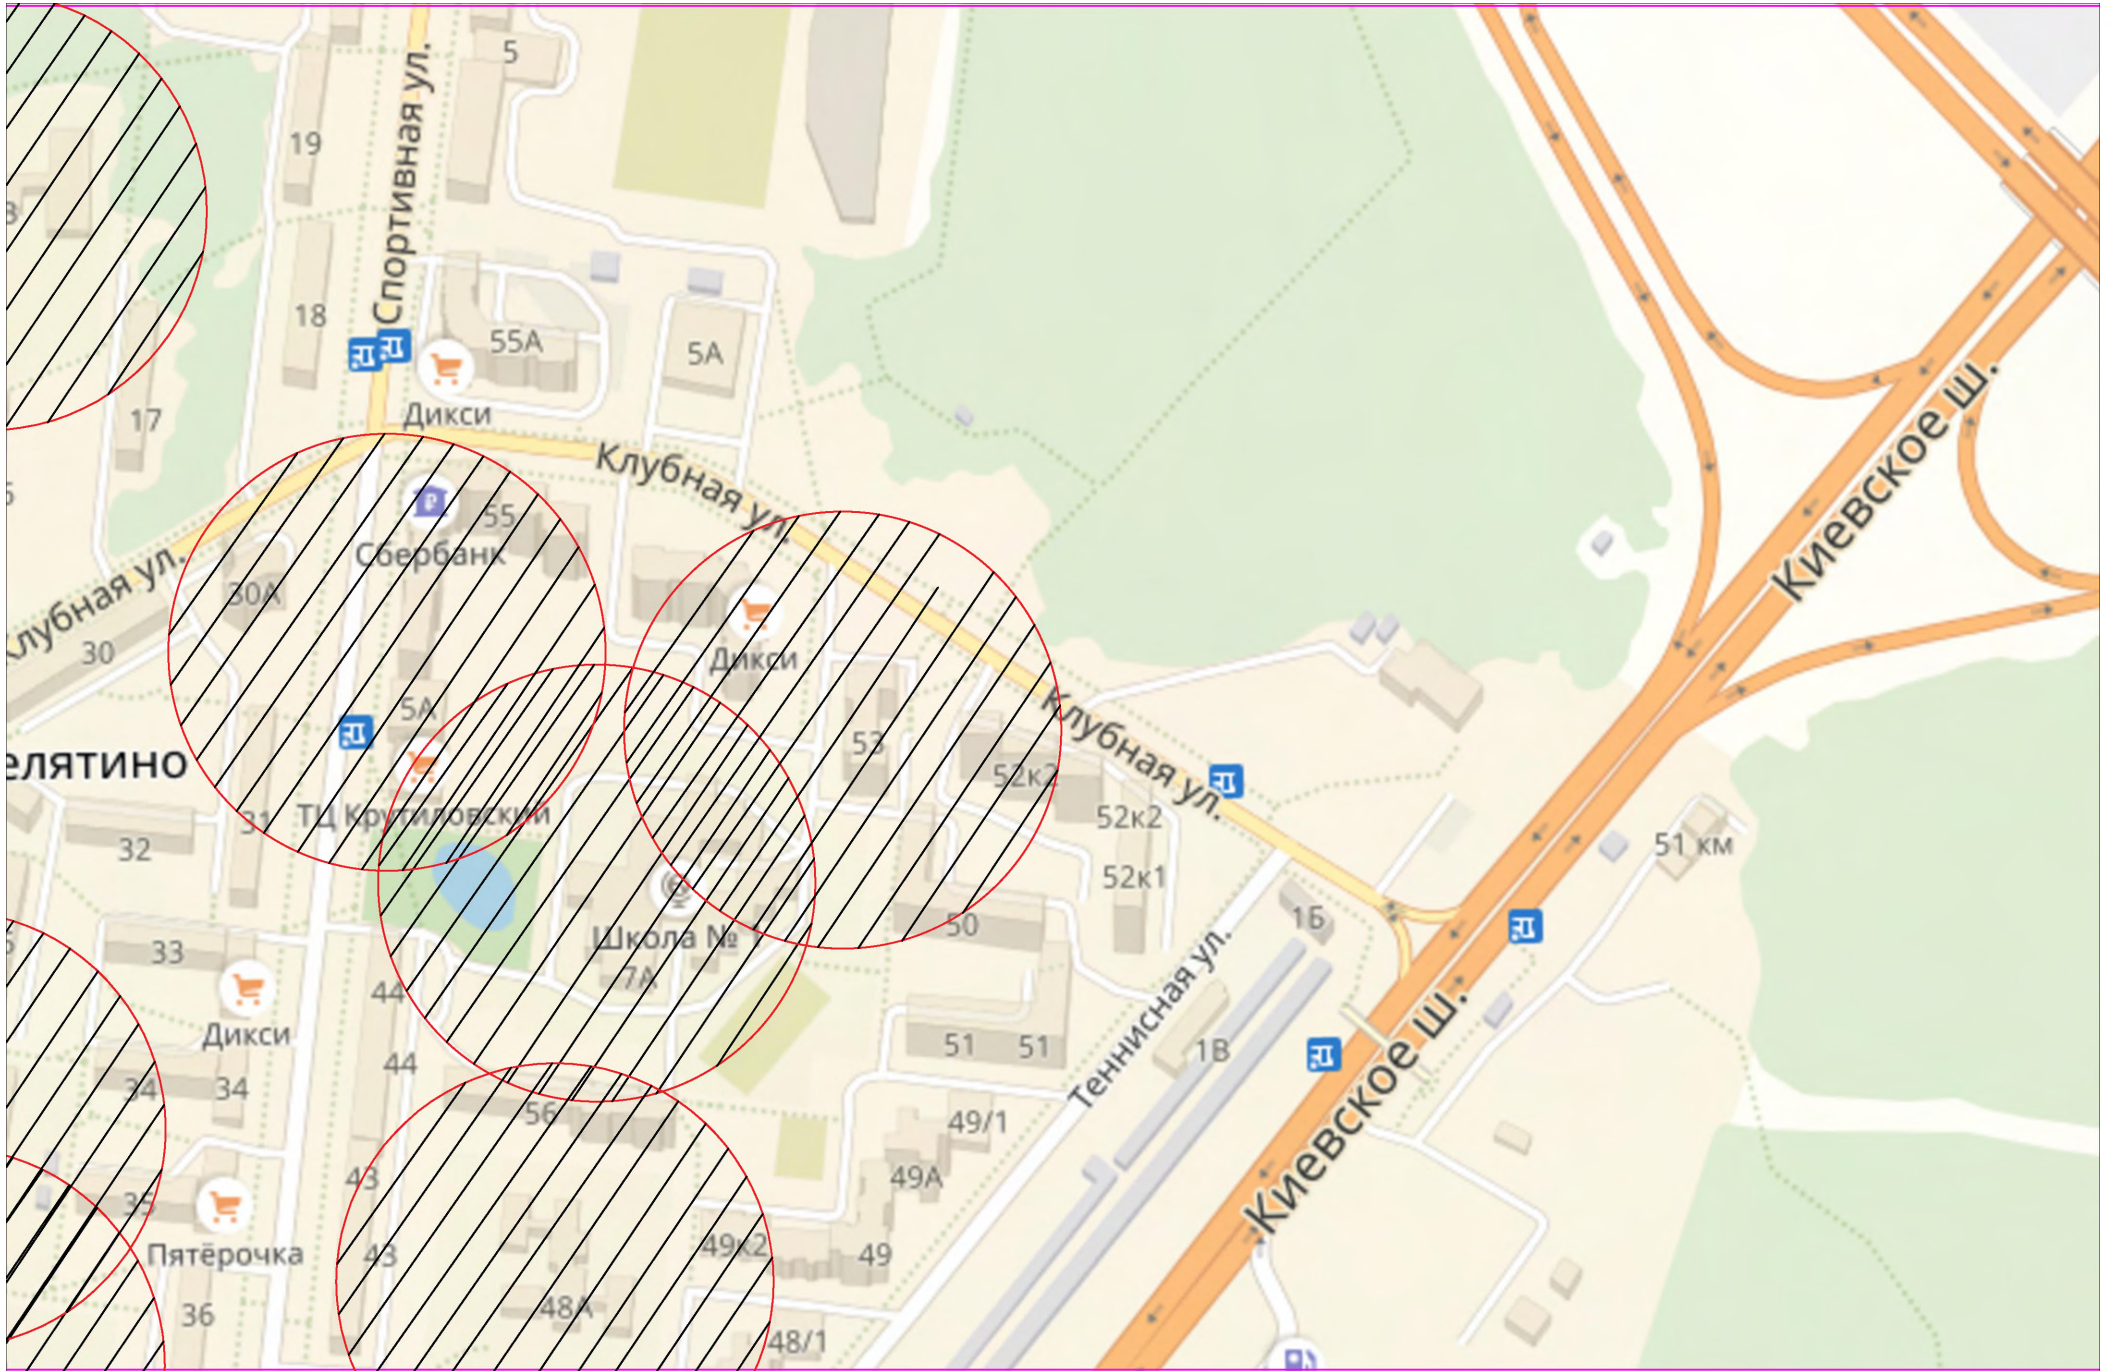 5
19
Спортивная ул.
18
55А
5А
Дикси
17
Клубная ул.
55
Сбербанк
30А
Клубная ул.
30
Дикси
Киевское ш.
5А
53
Клубная ул.
елятино
52к2
52к2
ТЦ Крутиловский
31
32
51 км
52к1
Школа №
7А
50
1Б
33
44
Дикси
Теннисная ул.
51
51
1В
44
34
34
56
49/1
Киевское ш.
43
49А
35
Пятёрочка
43
49к2
49
36
48А
48/1